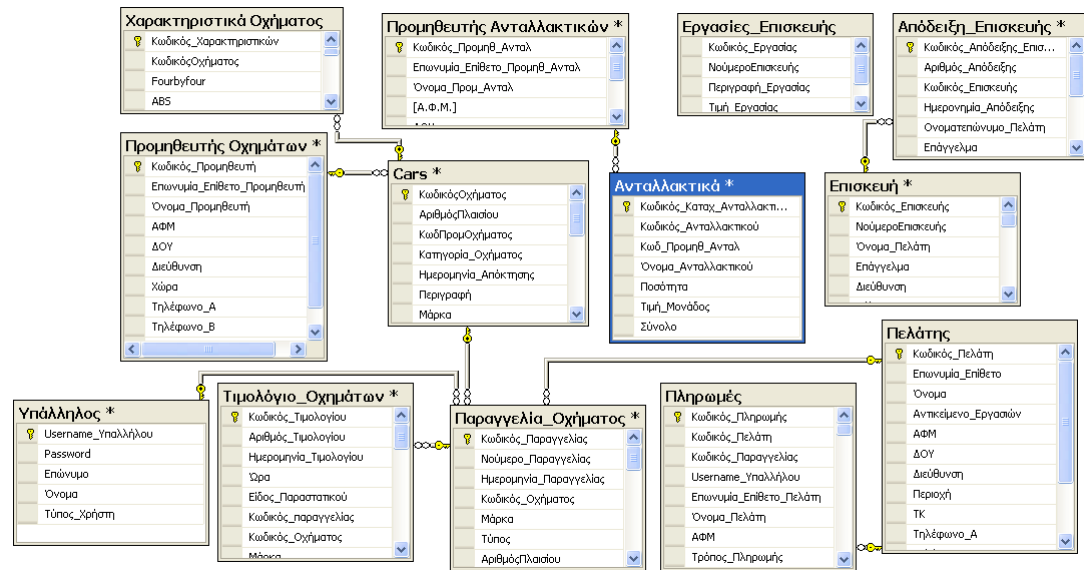 Χαρακτηριστικά Οχήματος
Κωδικός_Χαρακτηριστικών
ΚωδικόςΟχήματος
Fourbyfour
ABS
Προμηθευτής Ανταλλακτικών *
Κωδικός_Προμηθ_Ανταλ
Επωνυμία_Επίθετο_Προμηθ_Ανταλ
Όνομα_Προμ_Ανταλ
[Α.Φ.Μ.]
Εργασίες_Επισκευής
Κωδικός_Εργασίας
ΝούμεροΕπισκευής
Περιγραφή_Εργασίας
Τιμή_Εργασίας
Απόδειξη_Επισκευής *
Κωδικός_Απόδειξης_Επισ...
Αριθμός_Απόδειξης
Κωδικός_Επισκευής
Ημερονημία_Απόδειξης
Ονοματεπώνυμο_Πελάτη
Επάγγελμα
Προμηθευτής Οχημάτων *
Κωδικός_Προμηθευτή
Επωνυμία_Επίθετο_Προμηθευτή
Όνομα_Προμηθευτή
ΑΦΜ
ΔΟΥ
Διεύθυνση
Χώρα
Τηλέφωνο_Α
Τηλέφωνο_Β
Cars *
ΚωδικόςΟχήματος
ΑριθμόςΠλαισίου
ΚωδΠρομΟχήματος
Κατηγορία_Οχήματος
Ημερομηνία_Απόκτησης
Περιγραφή
Μάρκα
Ανταλλακτικά *
Κωδικός_Καταχ_Ανταλλακτι...
Κωδικός_Ανταλλακτικού
Κωδ_Προμηθ_Ανταλ
Όνομα_Ανταλλακτικού
Ποσότητα
Τιμή_Μονάδος
Σύνολο
Επισκευή *
Κωδικός_Επισκευής
ΝούμεροΕπισκευής
Όνομα_Πελάτη
Επάγγελμα
Διεύθυνση
Υπάλληλος *
Username_Υπαλλήλου
Password
Επώνυμο
Όνομα
Τύπος_Χρήστη
Τιμολόγιο_Οχημάτων *
Κωδικός_Τιμολογίου
Αριθμός_Τιμολογίου
Ημερομηνία_Τιμολογίου
Ώρα
Είδος_Παραστατικού
Κωδικός_παραγγελίας
Κωδικός_Οχήματος
Μάρκα
Παραγγελία_Οχήματος *
Κωδικός_Παραγγελίας
Νούμερο_Παραγγελίας
Ημερομηνία_Παραγγελίας
Κωδικός_Οχήματος
Μάρκα
Τύπος
ΑριθμόςΠλαισίου
Πληρωμές
Κωδικός_Πληρωμής
Κωδικός_Πελάτη
Κωδικός_Παραγγελίας
Username_Υπαλλήλου
Επωνυμία_Επίθετο_Πελάτη
Όνομα_Πελάτη
ΑΦΜ
Τρόπος_Πληρωμής
Πελάτης
Κωδικός_Πελάτη
Επωνυμία_Επίθετο
Όνομα
Αντικείμενο_Εργασιών
ΑΦΜ
ΔΟΥ
Διεύθυνση
Περιοχή
ΤΚ
Τηλέφωνο_Α